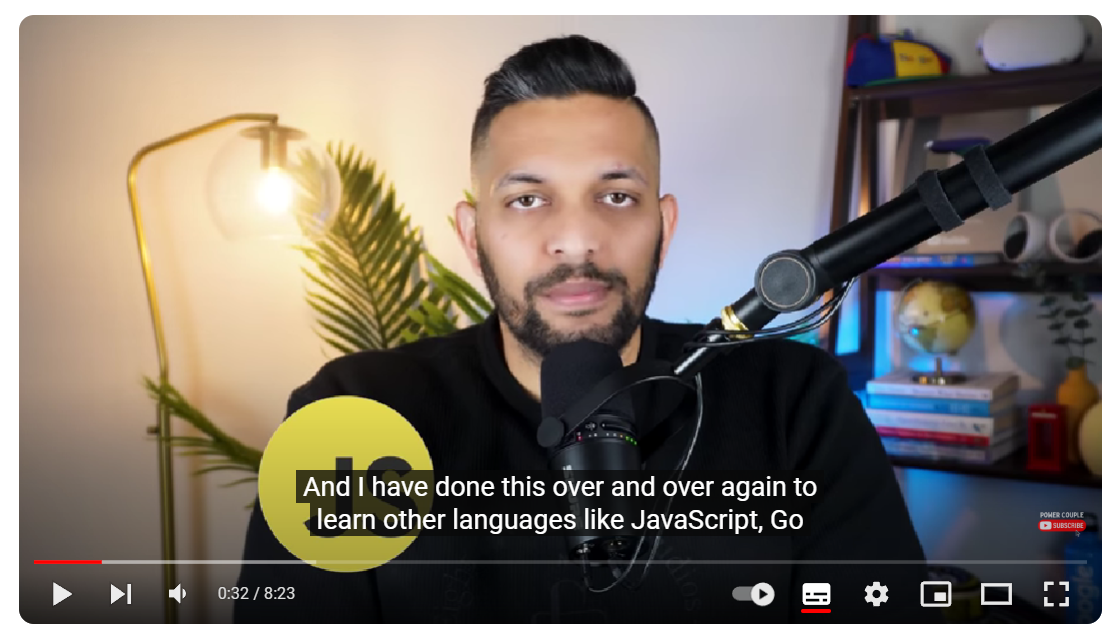 JS
And I have done this over and over again to
learn other languages like JavaScript, Go
POWER COUPLE
SUBSCRIBE
0:32 / 8:23